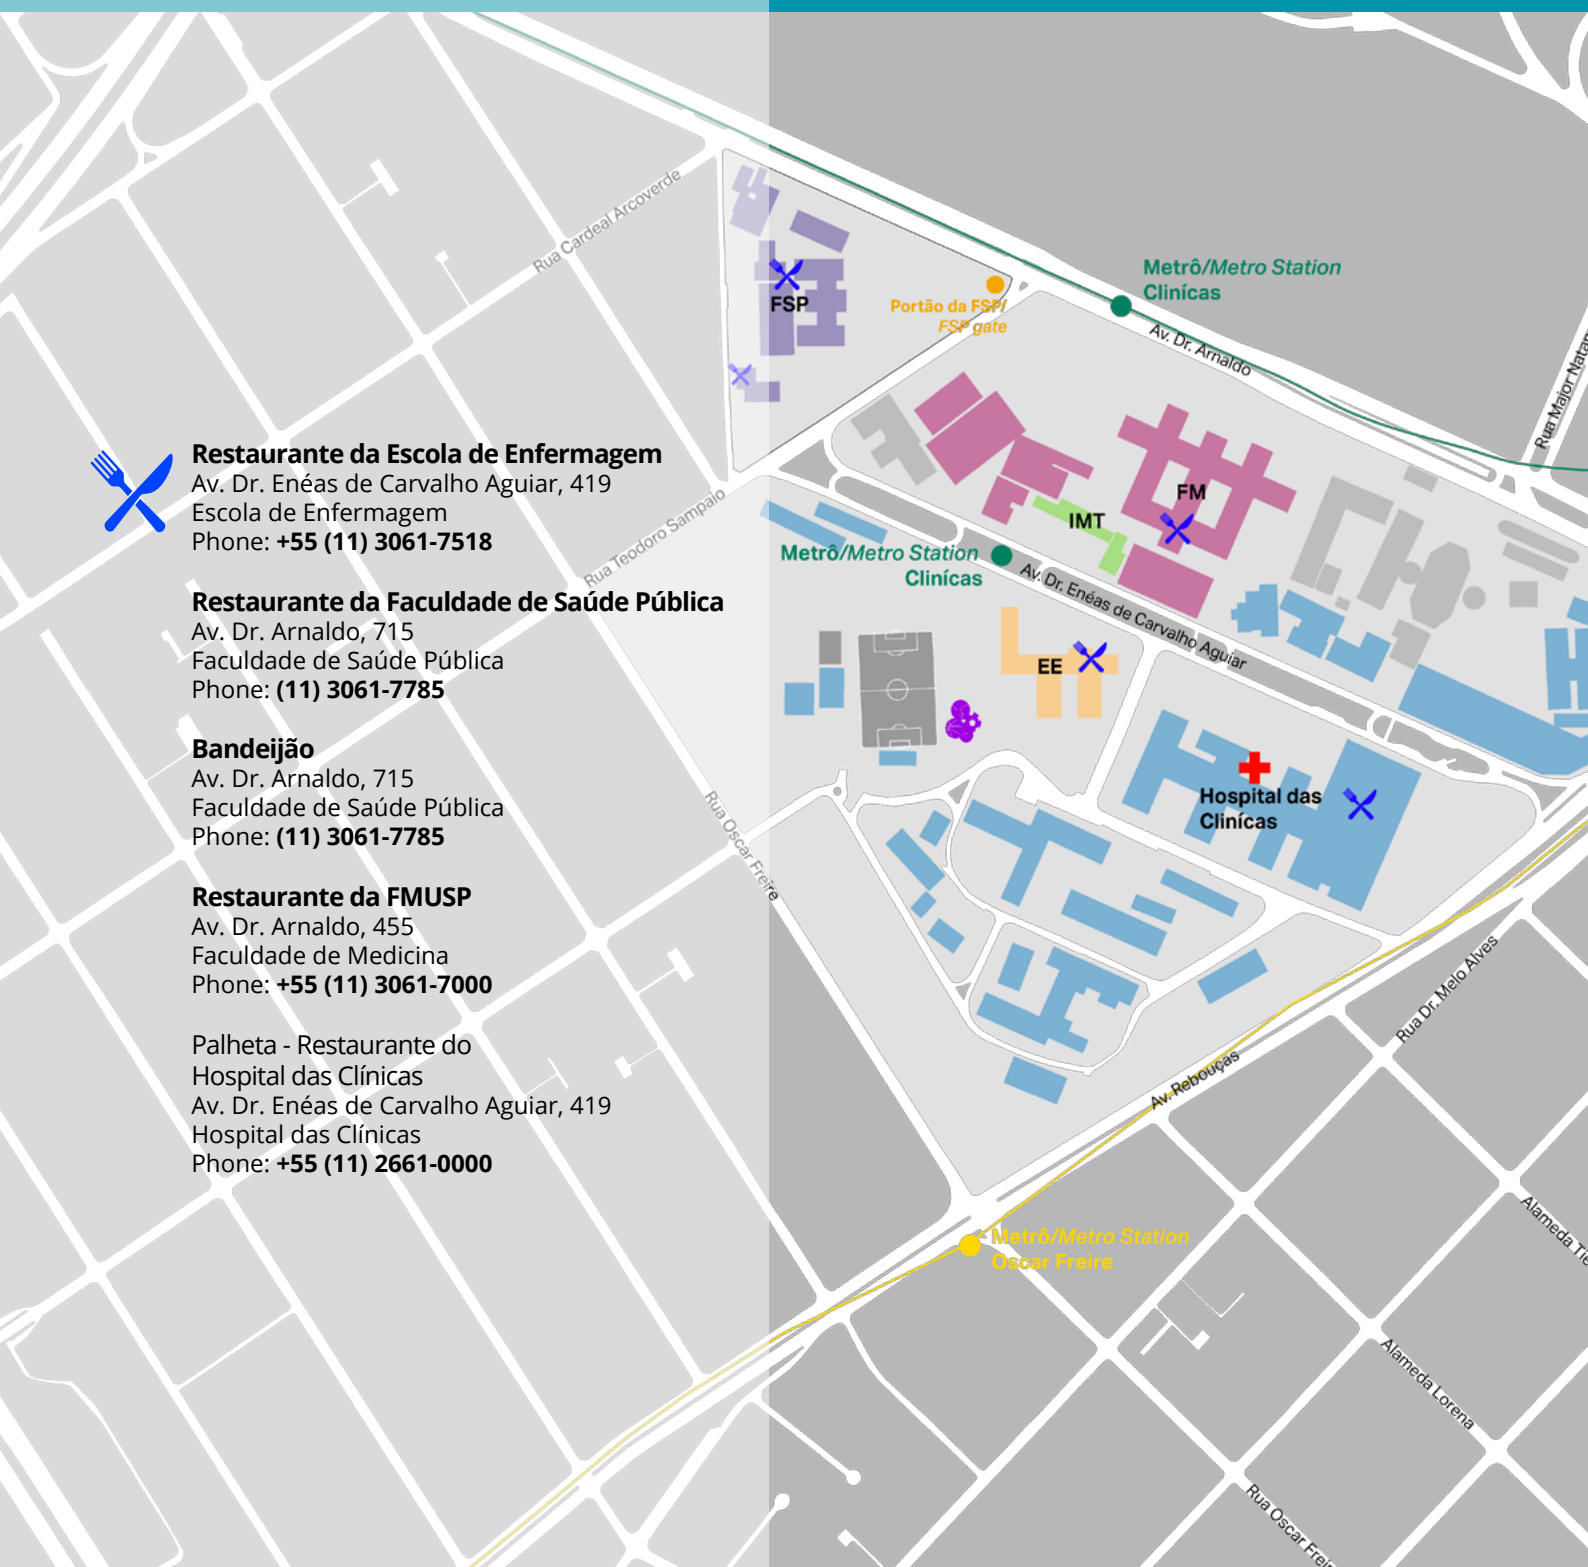 Restaurante da Escola de Enfermagem
Av. Dr. Enéas de Carvalho Aguiar, 419
Escola de Enfermagem
Phone: +55 (11) 3061-7518
Restaurante da Faculdade de Saúde Pública
Av. Dr. Arnaldo, 715
Faculdade de Saúde Pública
Phone: (11) 3061-7785
Bandeijão
Av. Dr. Arnaldo, 715
Faculdade de Saúde Pública
Phone: (11) 3061-7785
Restaurante da FMUSP
Av. Dr. Arnaldo, 455
Faculdade de Medicina
Phone: +55 (11) 3061-7000
Palheta - Restaurante do
Hospital das Clínicas
Av. Dr. Enéas de Carvalho Aguiar, 419
Hospital das Clínicas
Phone: +55 (11) 2661-0000
Rua Cardeal Arcoverde
FSP
Portão da FSP/
FSP gate
Metrô/Metro Station
Clinícas
Av. Dr. Arnaldo
Rua Major Natan
FM
IMT
Rua Teodoro Sampaio
Metrô/Metro Station
Clinícas
Av. Dr. Enéas de Carvalho Aguiar
EE
Hospital das
Clinícas
Rua Oscar Freire
Rua Dr. Melo Alves
Av. Rebouças
Metrô/Metro Station
Oscar Freire
Alameda Tie
Alameda Lorena
Rua Oscar Frei